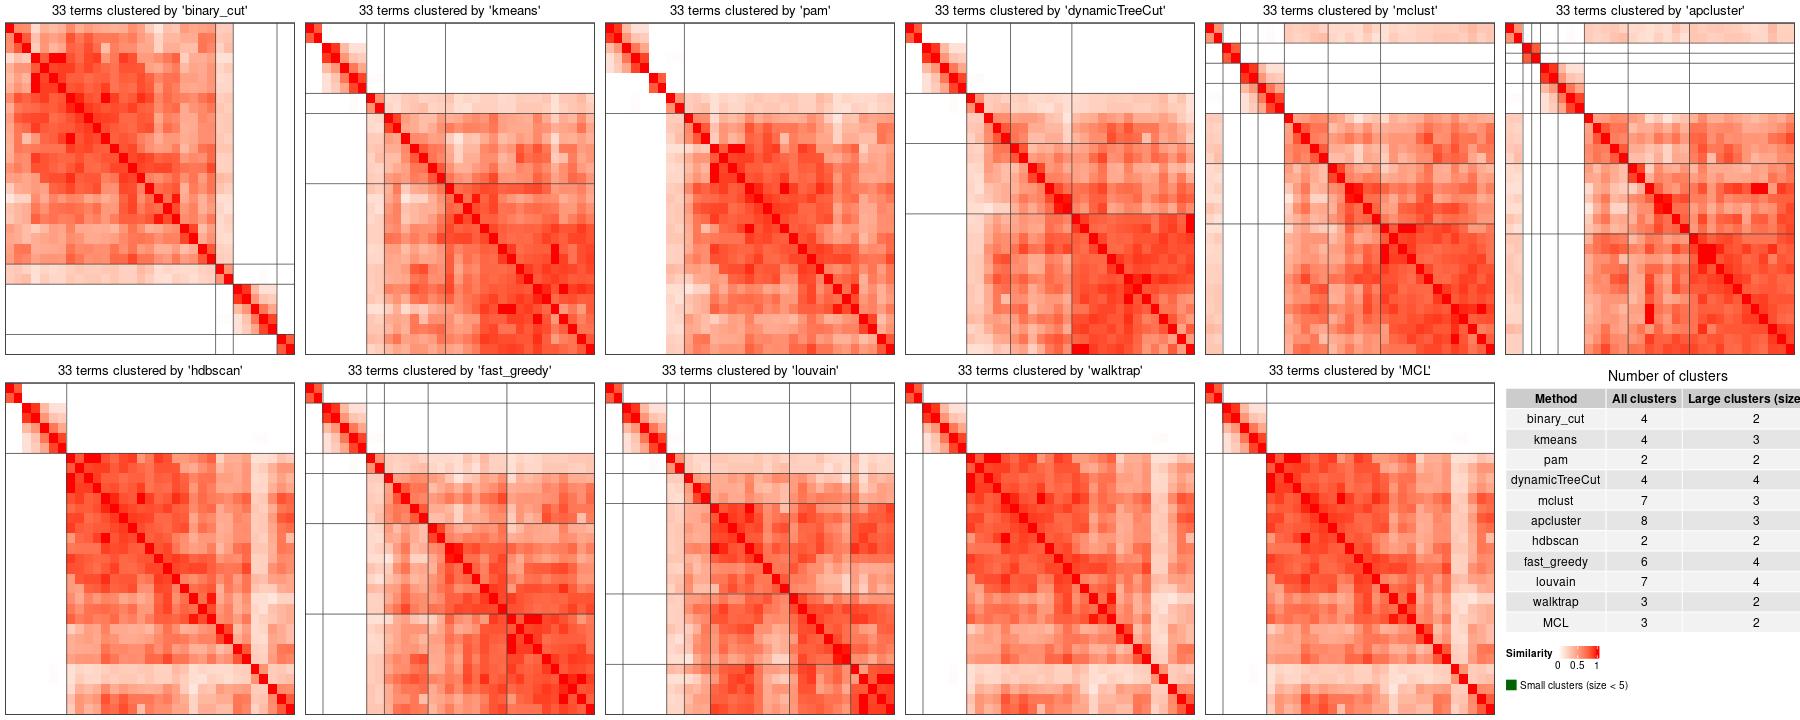 33 terms clustered by 'binary_cut'
33 terms clustered by 'kmeans'
33 terms clustered by 'pam'
33 terms clustered by 'dynamicTreeCut'
33 terms clustered by 'mclust'
33 terms clustered by 'apcluster'
33 terms clustered by 'hdbscan'
33 terms clustered by 'fast_greedy'
33 terms clustered by 'louvain'
33 terms clustered by 'walktrap'
33 terms clustered by 'MCL'
Number of clusters
Method All clusters Large clusters (size
binary_cut 4 2
kmeans 4 3
pam 2 2
dynamicTreeCut 4 4
mclust 7 3
apcluster 8 3
hdbscan 2 2
fast_greedy 6 4
louvain 7 4
walktrap 3 2
MCL 3 2
Similarity
0 0.5 1
Small clusters (size < 5)